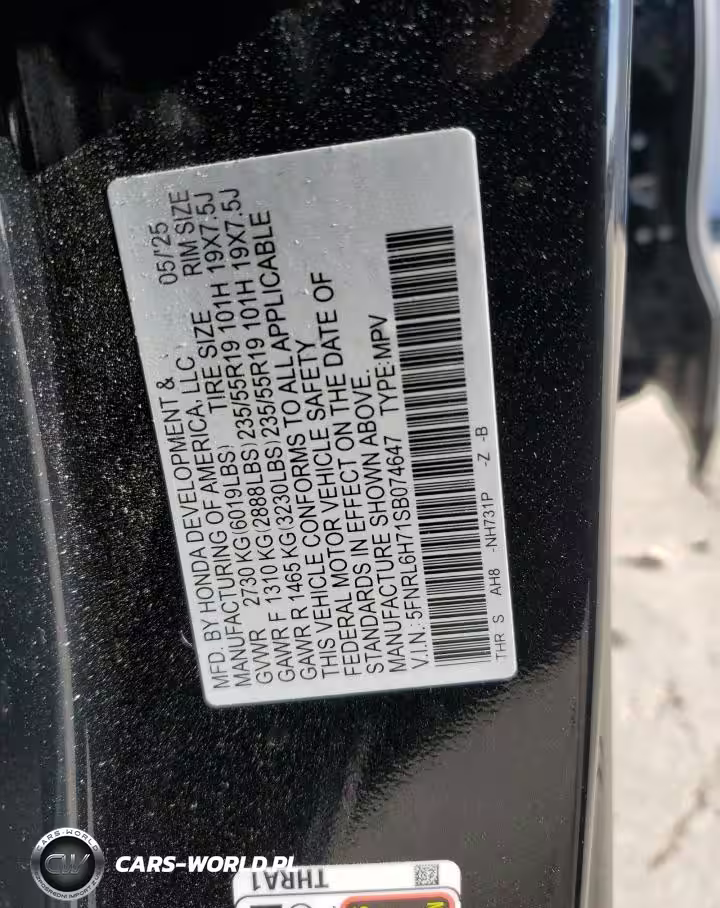 MFD. BY HONDA DEVELOPMENT & 05/'25
MANUFACTURING OF AMERICA, LLC RIM SIZE
TIRE SIZE
GVWR 2730 KG(6019LBS) 235/55R19 101H 19X7.5J
GAWR F 1310 KG(2888LBS) 235/55R19 101H 19X7.5J
GAWR R 1465 KG(3230LBS)
THIS VEHICLE CONFORMS TO ALL APPLICABLE
FEDERAL MOTOR VEHICLE SAFETY
STANDARDS IN EFFECT ON THE DATE OF
MANUFACTURE SHOWN ABOVE.
V.I.N.: 5FNRL6H71SB074647 TYPE:MPV
THR S AH8 -NH731P -Z -B
THRA1
CARS-WORLD
CW
CARS-WORLD.PL